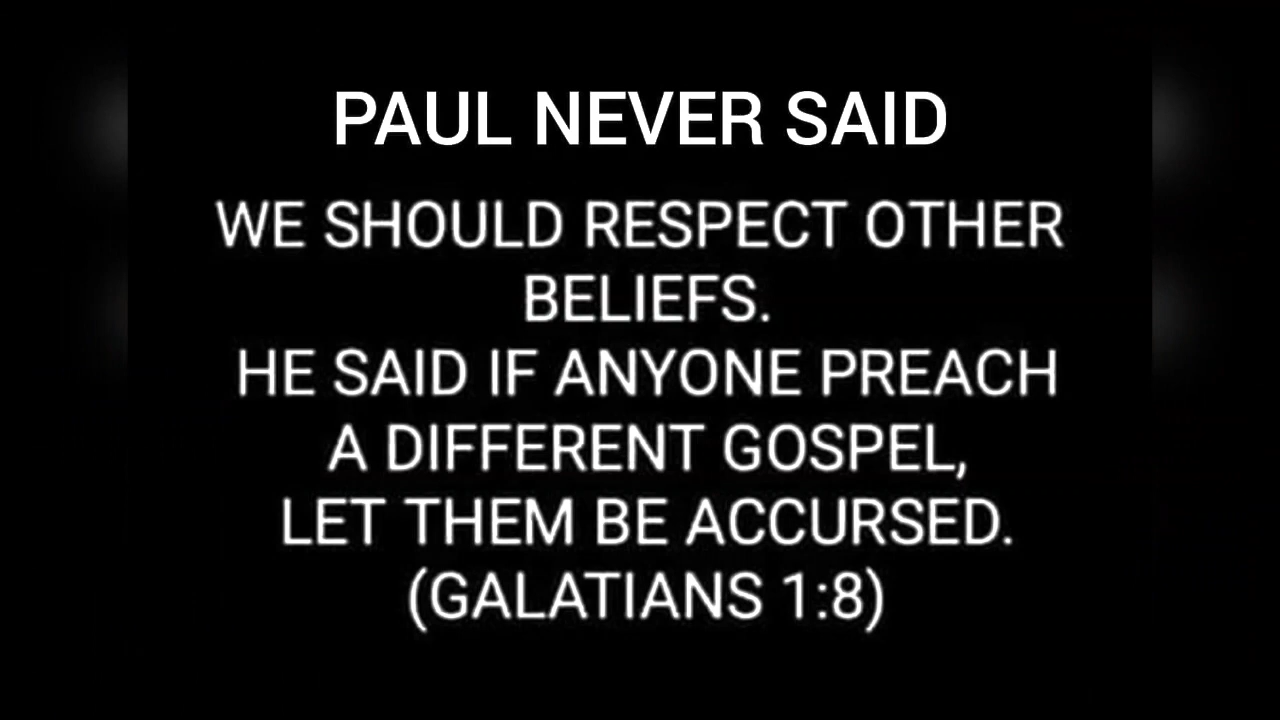 PAUL NEVER SAID
WE SHOULD RESPECT OTHER
BELIEFS.
HE SAID IF ANYONE PREACH
A DIFFERENT GOSPEL,
LET THEM BE ACCURSED.
(GALATIANS 1:8)